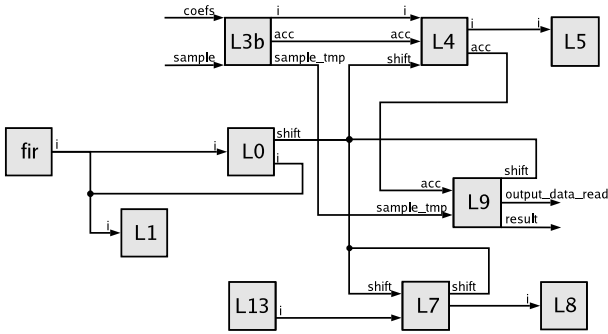 coefs i i i i
L3b L4 L5
acc acc acc
sample sample_tmp shift
fir i i L0 shift
i
shift
acc output_data_read
L9
sample_tmp result
i L1
shift shift
L13 i L7 i L8
i